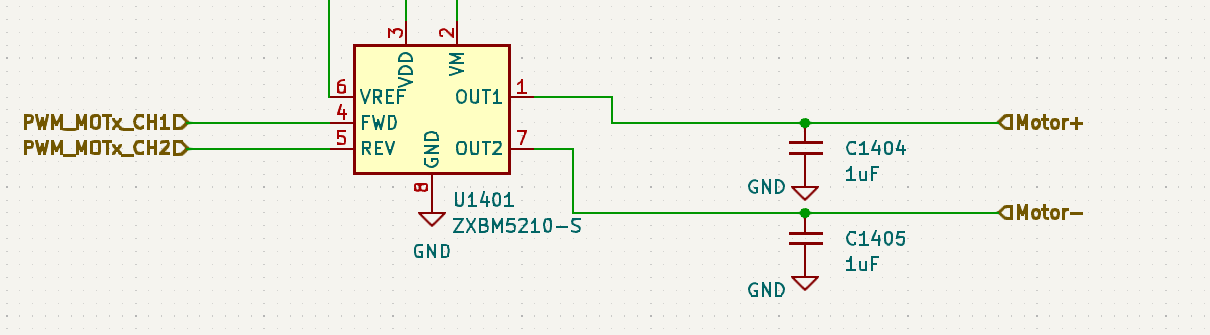 3
2
VDD
VM
6
VREF
OUT1
1
PWM_MOTx_CH1
4
FWD
Motor+
PWM_MOTx_CH2
5
REV
GND
OUT2
7
C1404
1uF
8
GND
U1401
ZXBM5210-S
Motor-
GND
C1405
1uF
GND